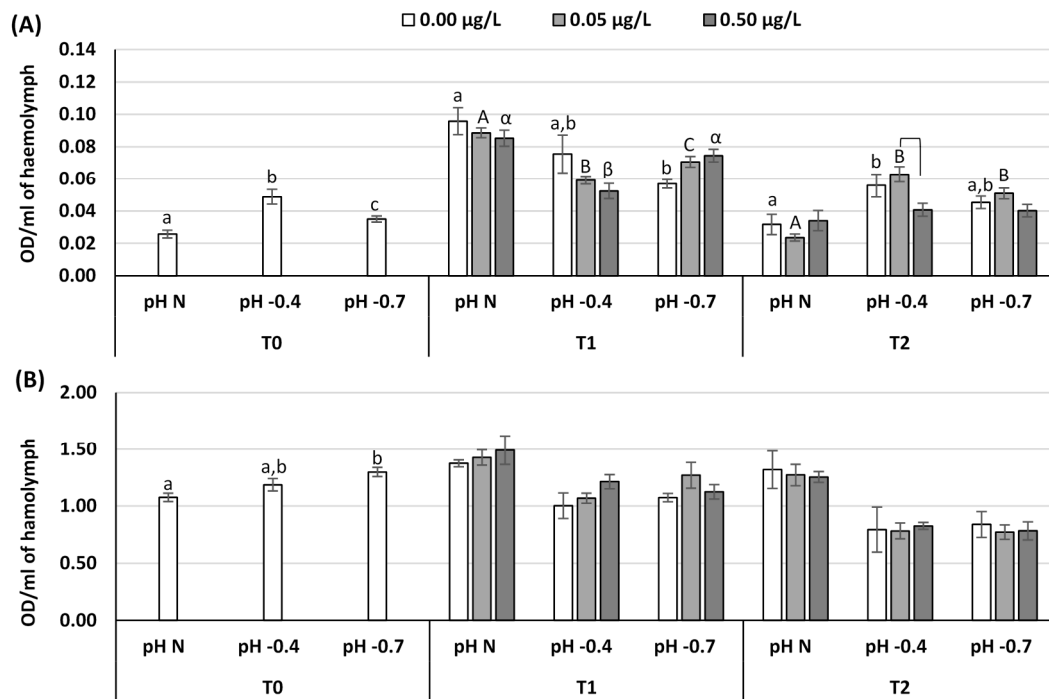 (A)
0.00 µg/L 0.05 µg/L 0.50 µg/L
OD/ml of haemolymph
0.14
0.12
0.10
0.08
0.06
0.04
0.02
0.00
a b c
a A α a,b B β b C α
a A b B a,b B
pH N pH -0.4 pH -0.7 pH N pH -0.4 pH -0.7 pH N pH -0.4 pH -0.7
T0 T1 T2
(B)
OD/ml of hamolymph
2.00
1.50
1.00
0.50
0.00
a a,b b
pH N pH -0.4 pH -0.7 pH N pH -0.4 pH -0.7 pH N pH -0.4 pH -0.7
T0 T1 T2